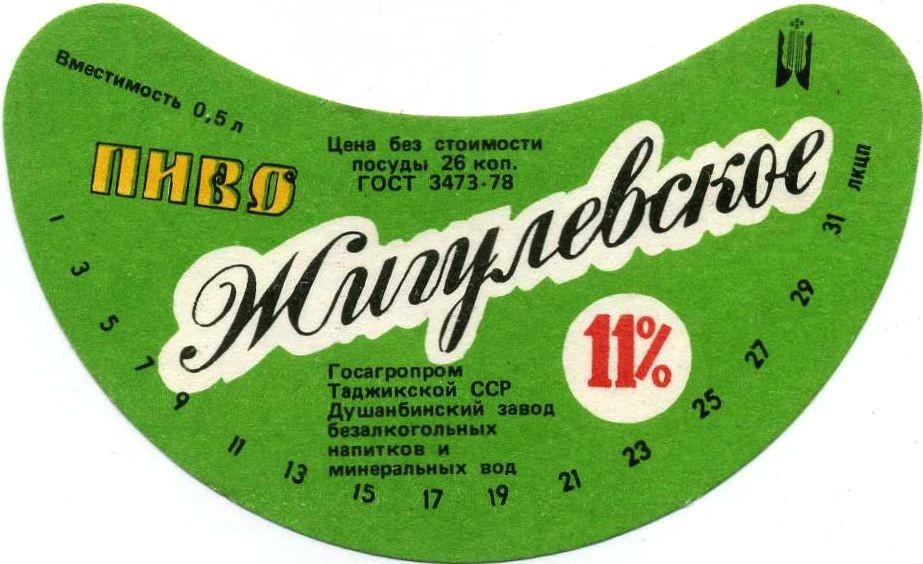 Вместимость 0,5 л
ПИВО
Цена без стоимости
посуды 26 коп.
ГОСТ 3473-78
Жигулевское
11%
Госагропром
Таджикской ССР
Душанбинский завод
безалкогольных
напитков и
минеральных вод
1 3 5 7 9 11 13 15 17 19 21 23 25 27 29 31 ЛКЦП